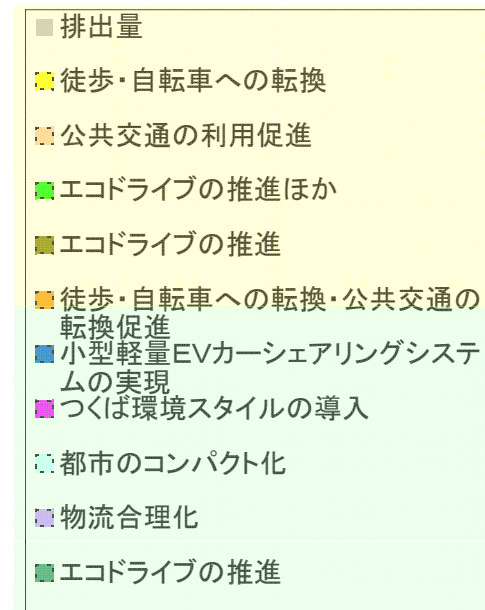 排出量
徒歩・自転車への転換
公共交通の利用促進
エコドライブの推進ほか
エコドライブの推進
徒歩・自転車への転換・公共交通の
転換促進
小型軽量EVカーシェアリングシステ
ムの実現
つくば環境スタイルの導入
都市のコンパクト化
物流合理化
エコドライブの推進